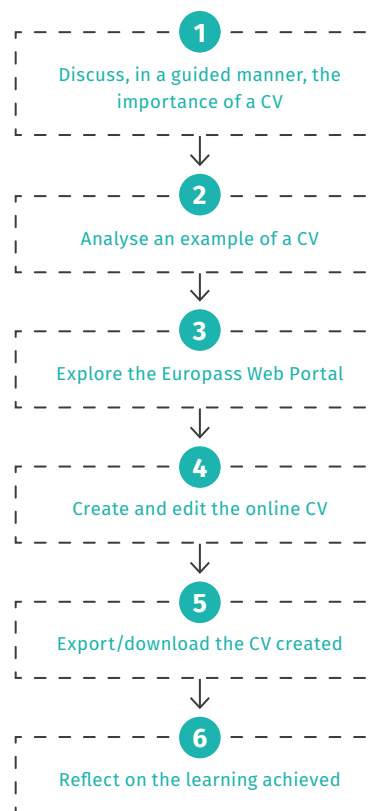 1
Discuss, in a guided manner, the
importance of a CV
2
Analyse an example of a CV
3
Explore the Europass Web Portal
4
Create and edit the online CV
5
Export/download the CV created
6
Reflect on the learning achieved